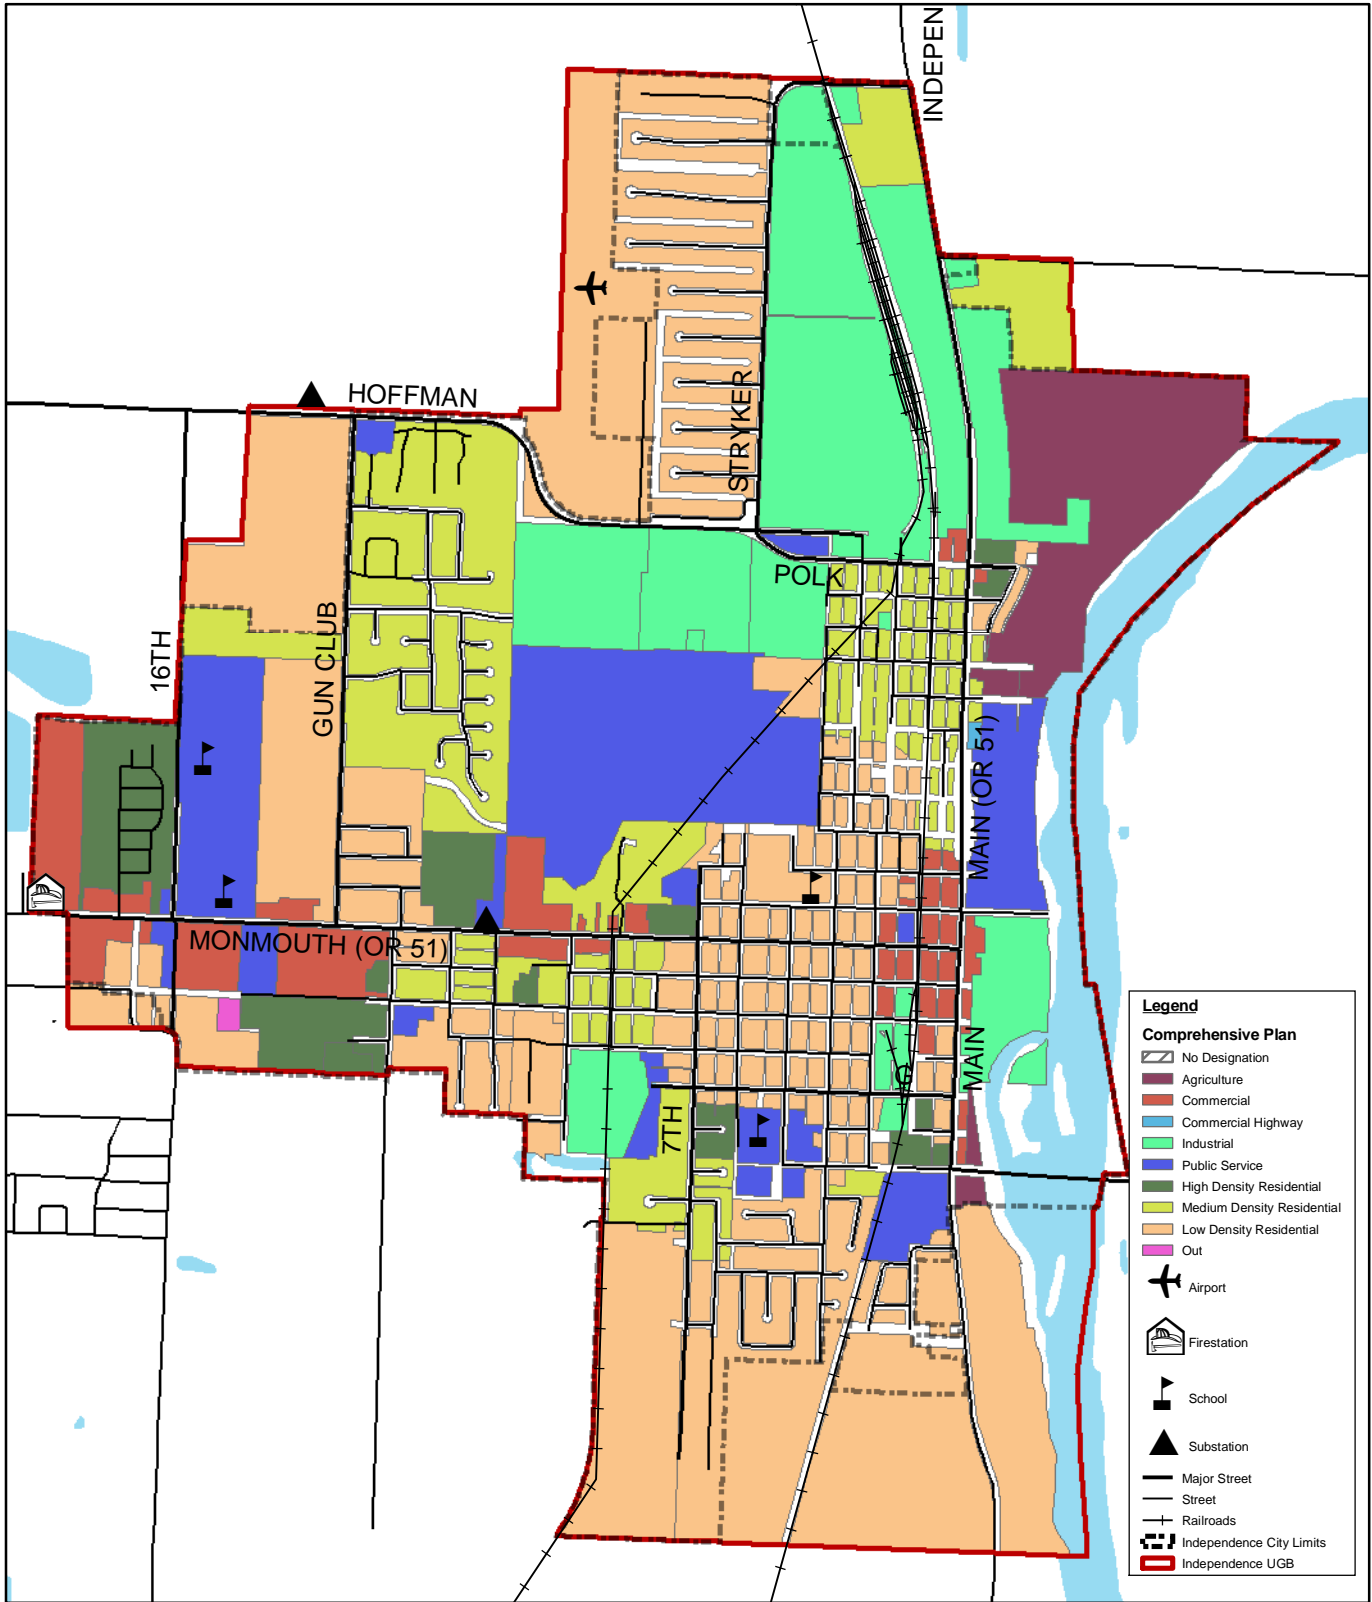 INDEPEN
HOFFMAN
STRYKER
POLK
16TH
GUN CLUB
MAIN (OR 51)
MONMOUTH (OR 51)
MAIN
7TH
Legend
Comprehensive Plan
No Designation
Agriculture
Commercial
Commercial Highway
Industrial
Public Service
High Density Residential
Medium Density Residential
Low Density Residential
Out
Airport
Firestation
School
Substation
Major Street
Street
Railroads
Independence City Limits
Independence UGB